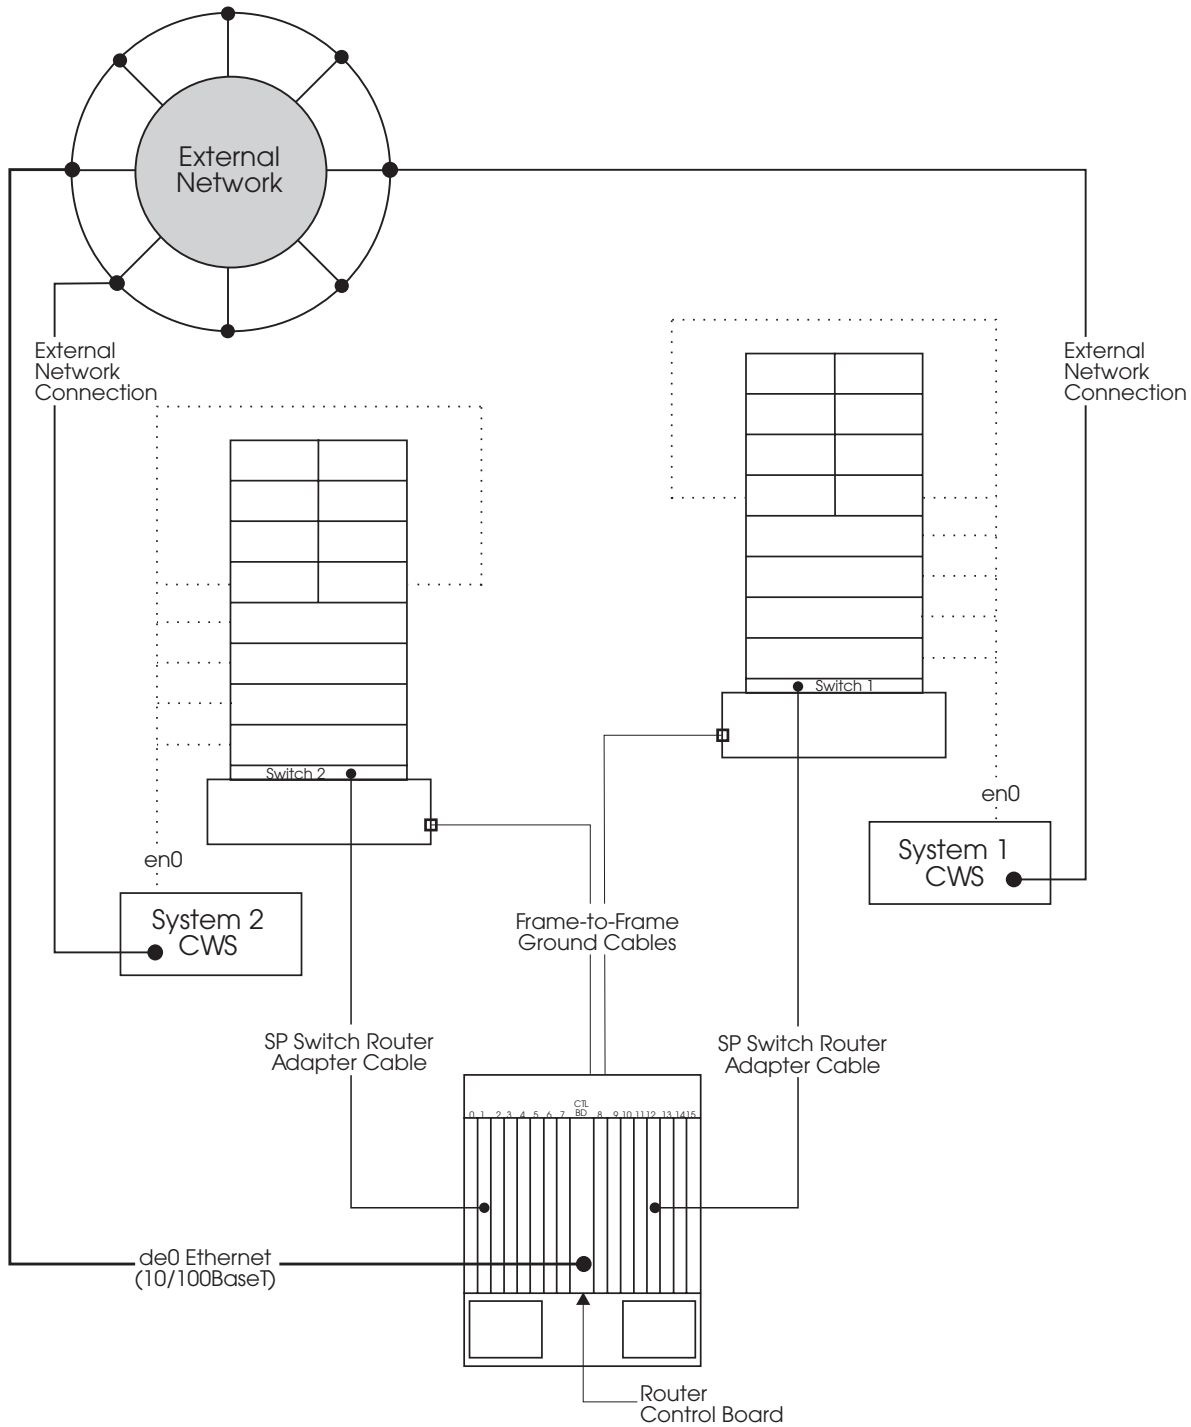 External
Network
External
Network
Connection
External
Network
Connection
Switch 1
Switch 2
en0
System 1
CWS
en0
System 2
CWS
Frame-to-Frame
Ground Cables
SP Switch Router
Adapter Cable
SP Switch Router
Adapter Cable
CTL
BD
0 1 2 3 4 5 6 7 8 9 10 11 12 13 14 15
de0 Ethernet
(10/100BaseT)
Router
Control Board